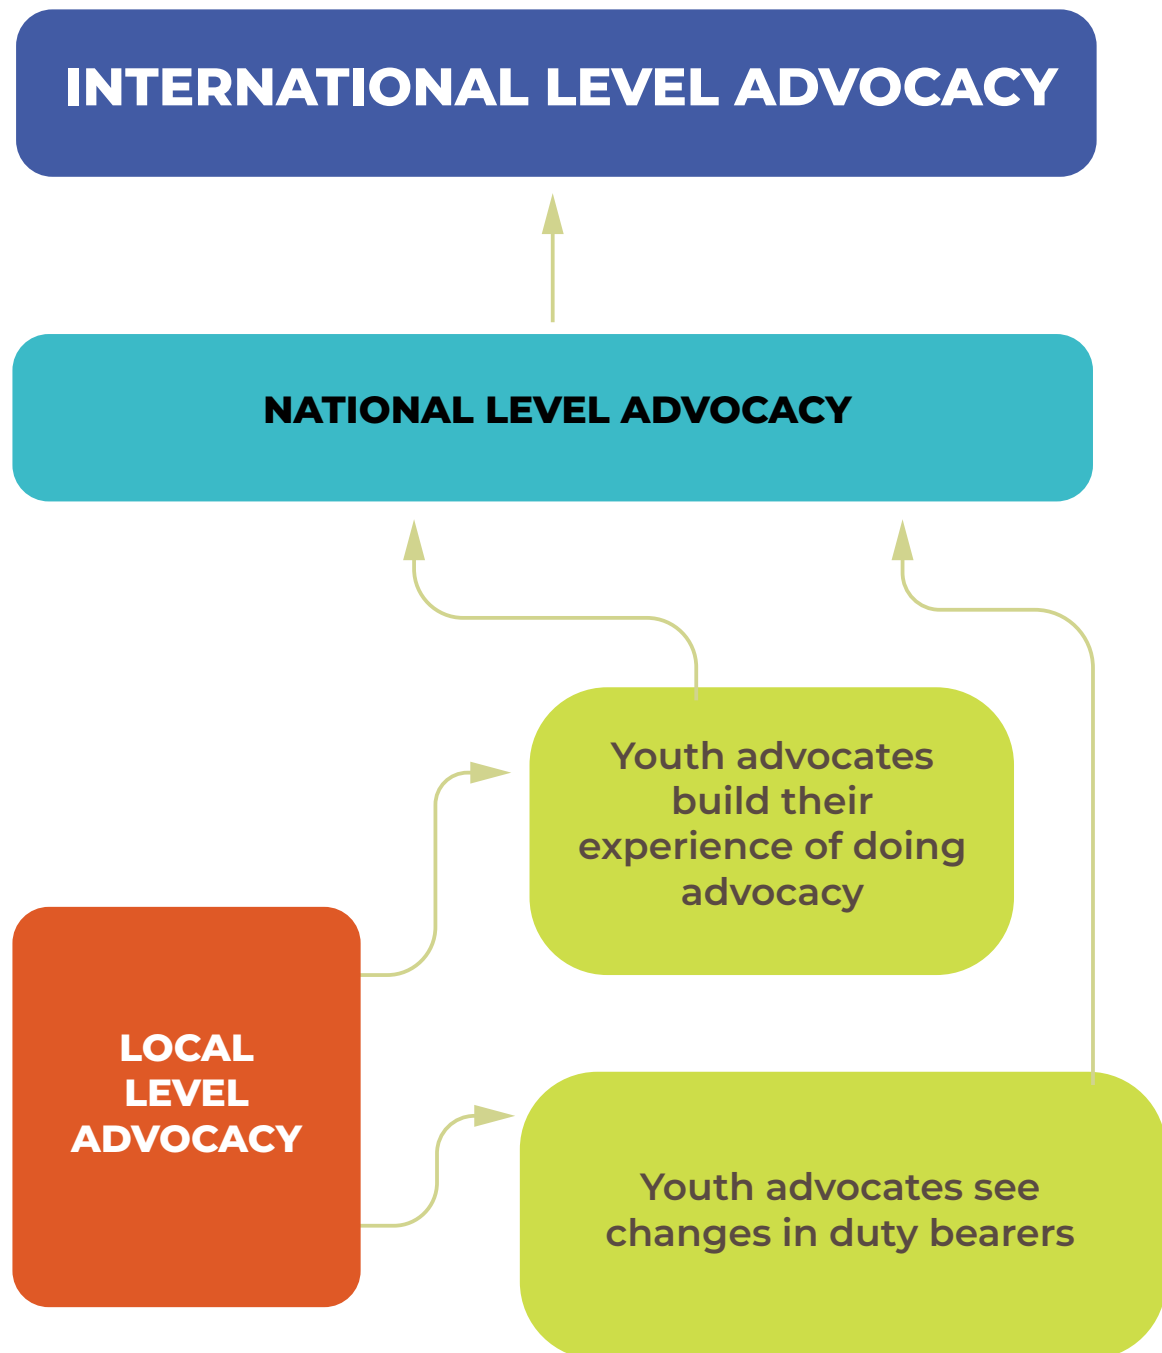 INTERNATIONAL LEVEL ADVOCACY
NATIONAL LEVEL ADVOCACY
Youth advocates
build their
experience of doing
advocacy
LOCAL
LEVEL
ADVOCACY
Youth advocates see
changes in duty bearers